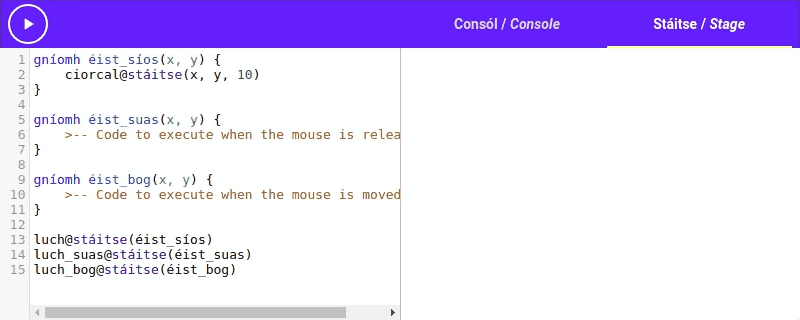 Consól / Console
Stáitse / Stage
1 gníomh éist_síos(x, y) {
2     ciorcal@stáitse(x, y, 10)
3 }
4
5 gníomh éist_suas(x, y) {
6     >-- Code to execute when the mouse is relea
7 }
8
9 gníomh éist_bog(x, y) {
10     >-- Code to execute when the mouse is moved
11 }
12
13 luch@stáitse(éist_síos)
14 luch_suas@stáitse(éist_suas)
15 luch_bog@stáitse(éist_bog)